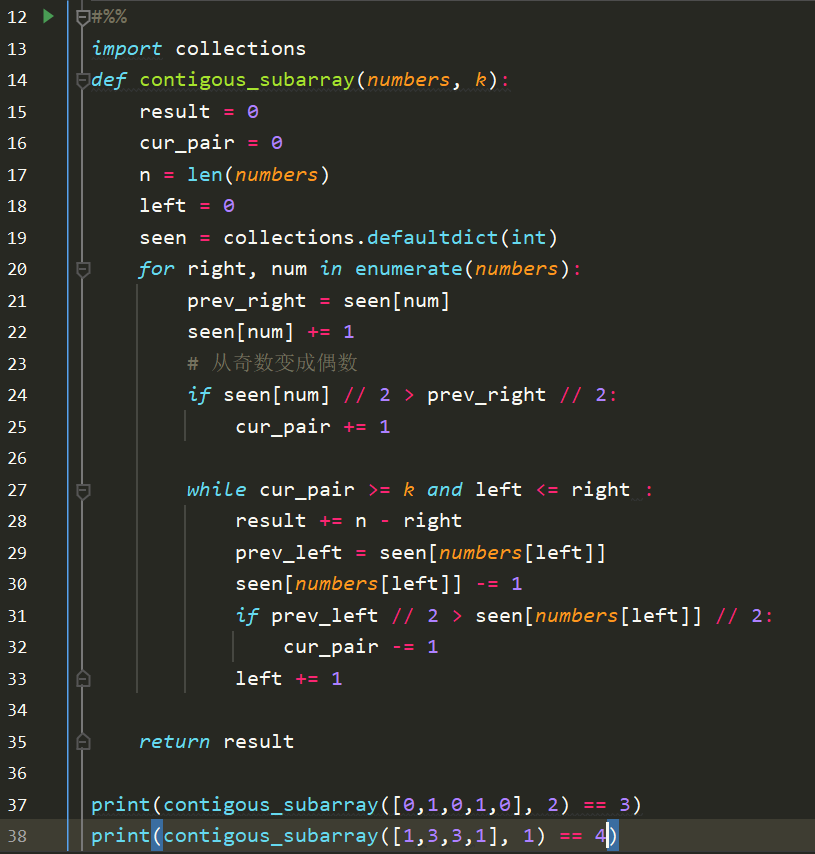 12 #%%
13 import collections
14 def contigous_subarray(numbers, k):
15     result = 0
16     cur_pair = 0
17     n = len(numbers)
18     left = 0
19     seen = collections.defaultdict(int)
20     for right, num in enumerate(numbers):
21         prev_right = seen[num]
22         seen[num] += 1
23         # 从奇数变成偶数
24         if seen[num] // 2 > prev_right // 2:
25             cur_pair += 1
26
27         while cur_pair >= k and left <= right :
28             result += n - right
29             prev_left = seen[numbers[left]]
30             seen[numbers[left]] -= 1
31             if prev_left // 2 > seen[numbers[left]] // 2:
32                 cur_pair -= 1
33             left += 1
34
35     return result
36
37 print(contigous_subarray([0,1,0,1,0], 2) == 3)
38 print(contigous_subarray([1,3,3,1], 1) == 4)